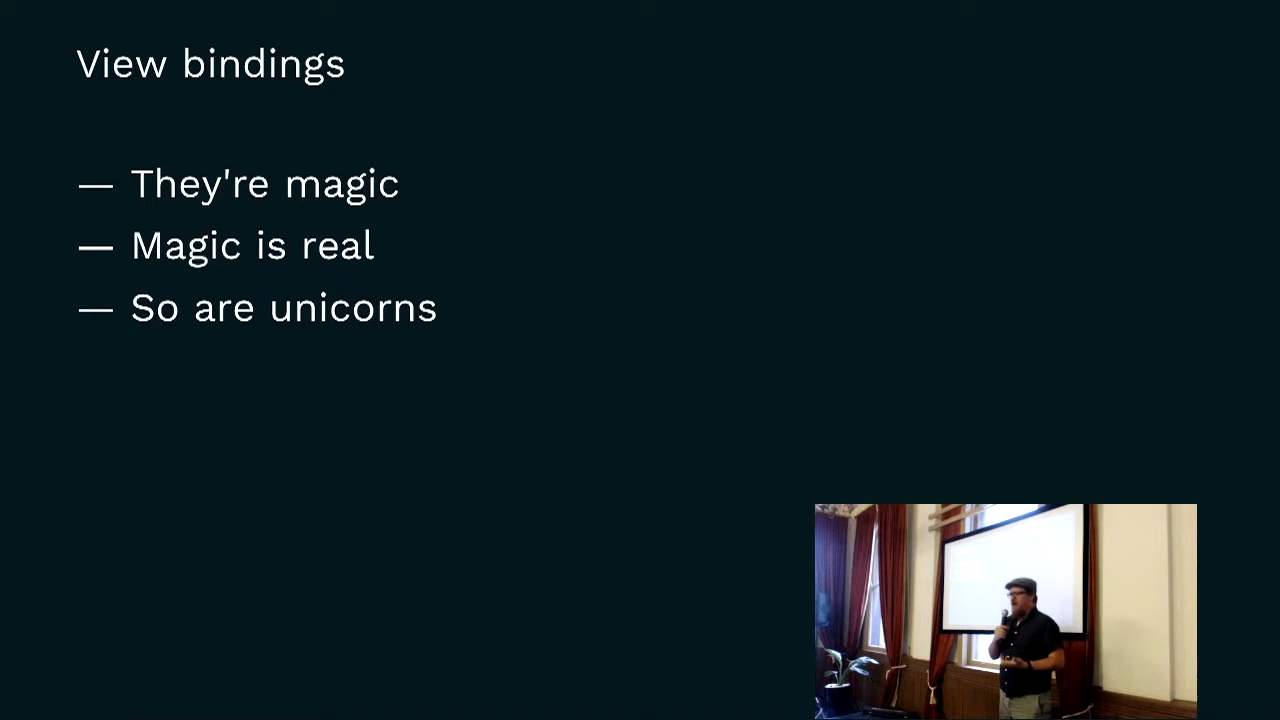 View bindings
— They're magic
— Magic is real
— So are unicorns